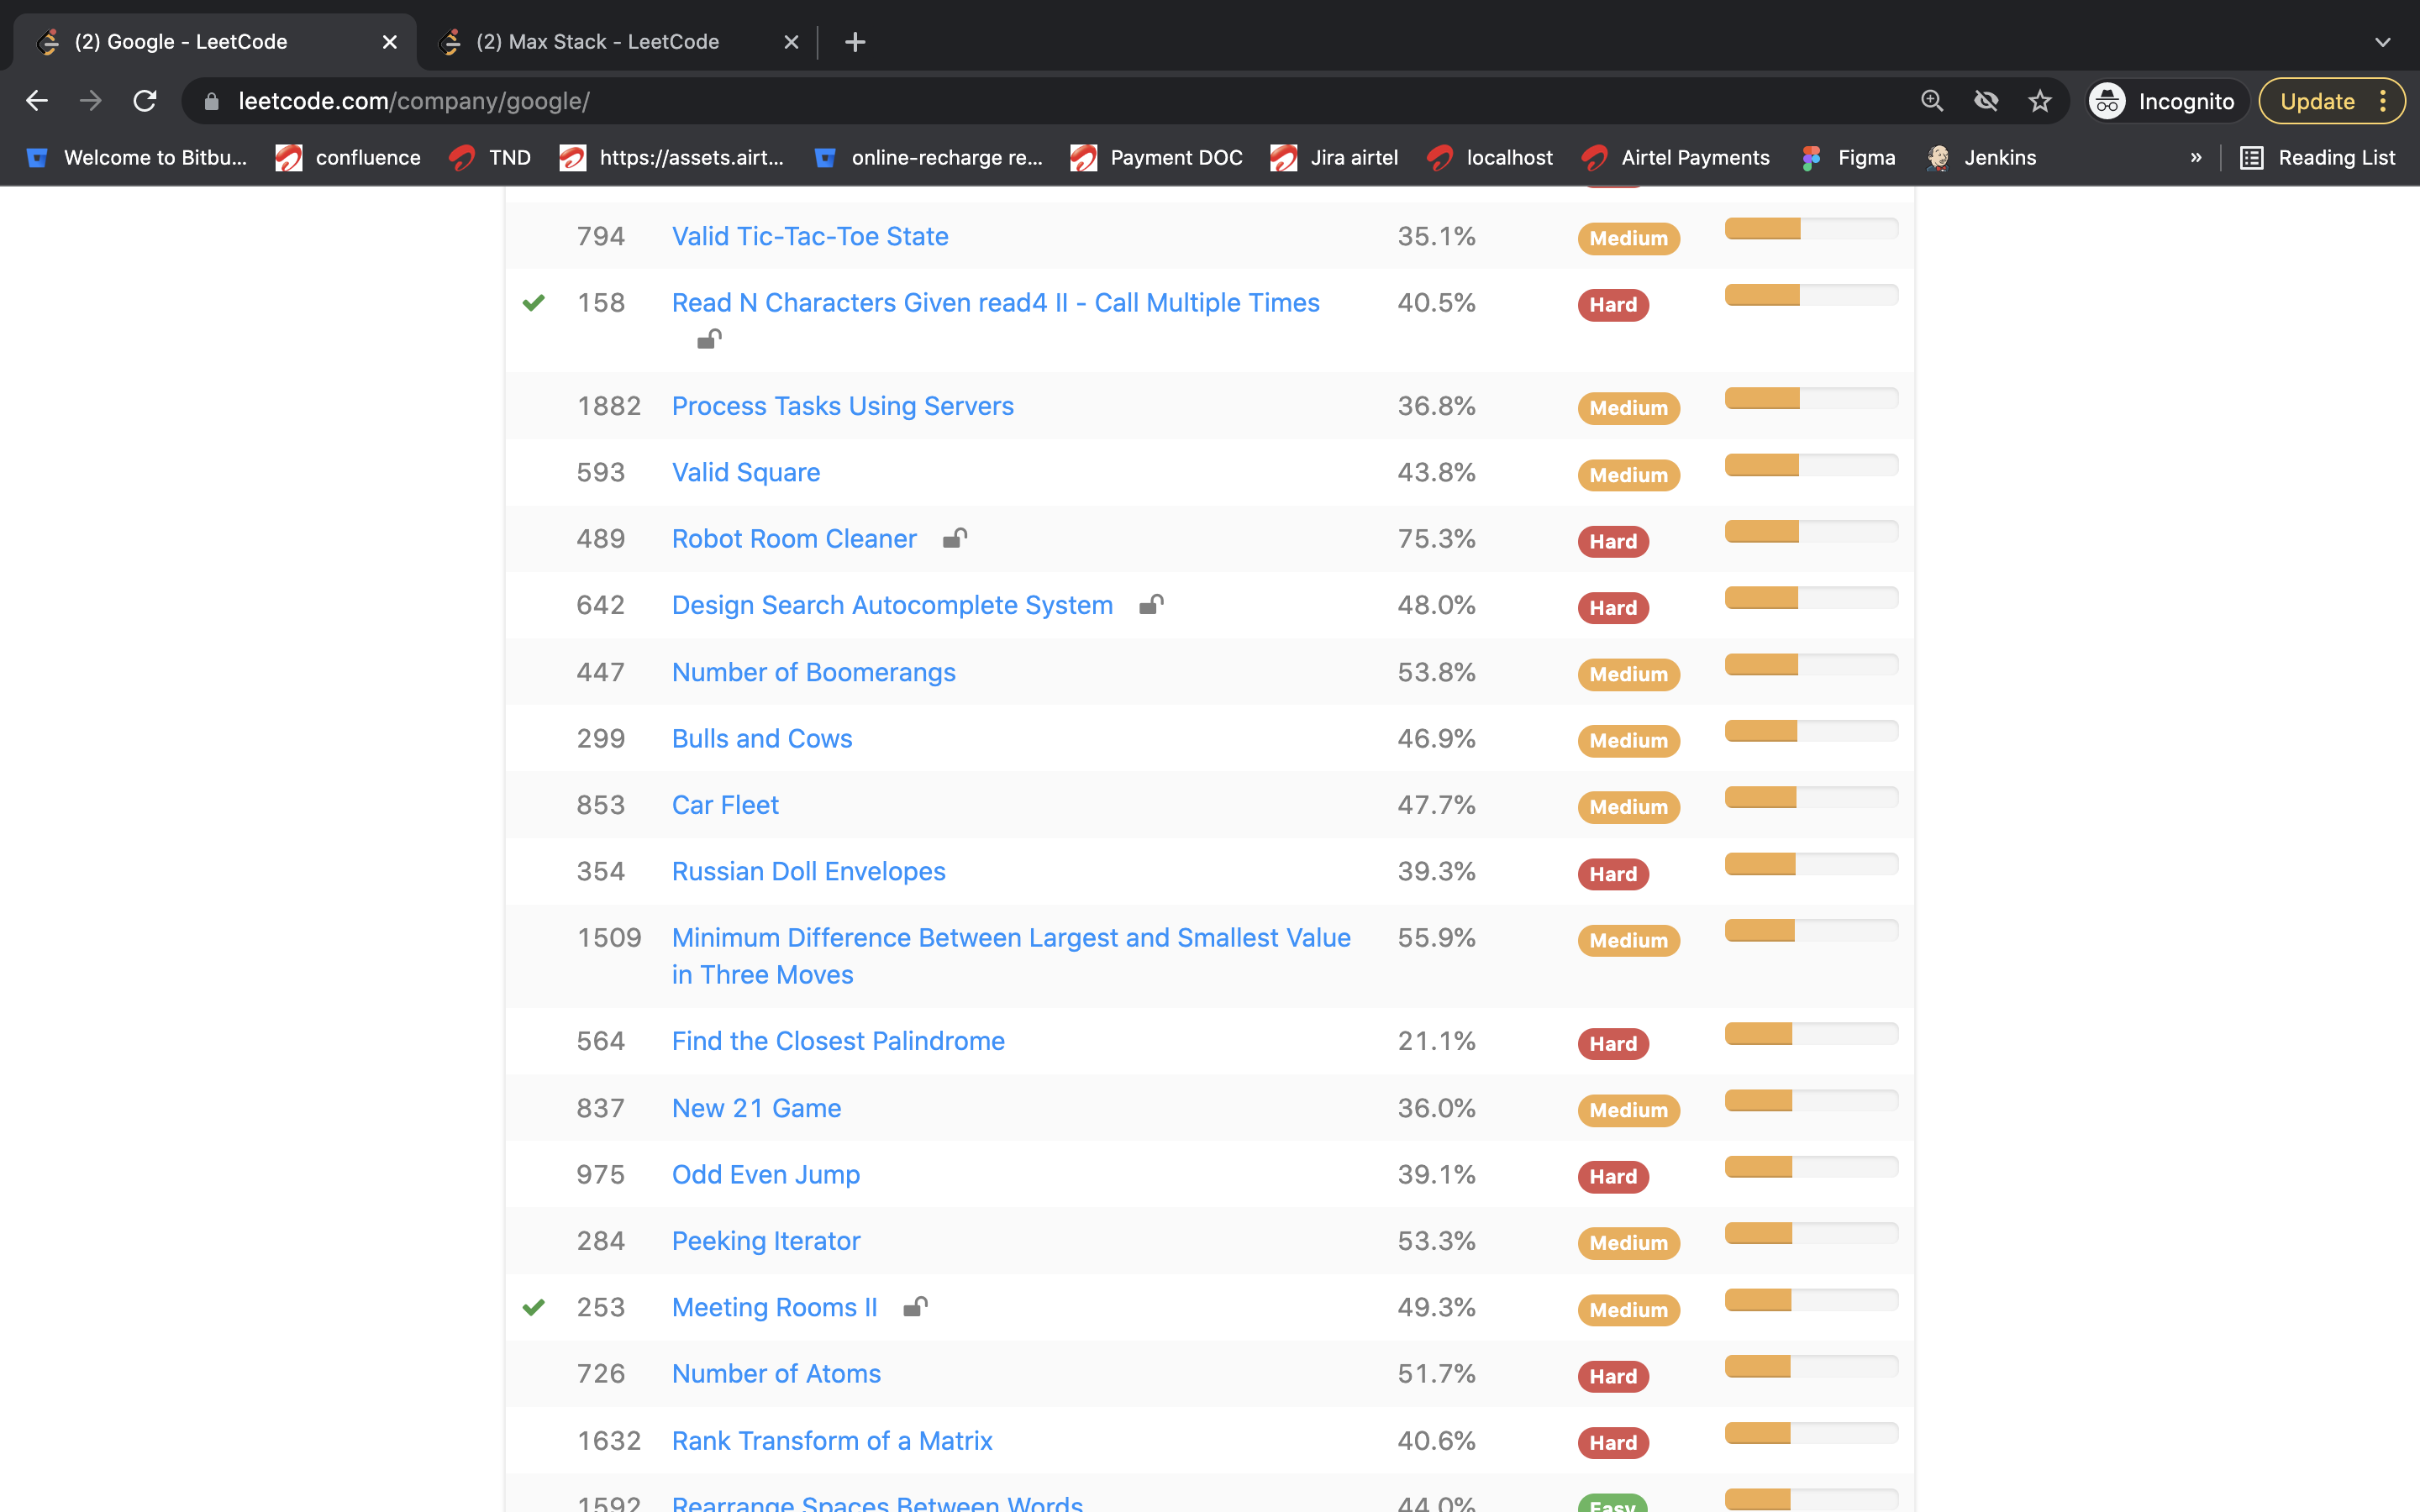 (2) Google - LeetCode
(2) Max Stack - LeetCode
leetcode.com/company/google/
Incognito
Update
Welcome to Bitbu...
confluence
TND
https://assets.airt...
online-recharge re...
Payment DOC
Jira airtel
localhost
Airtel Payments
Figma
Jenkins
»
Reading List
794 Valid Tic-Tac-Toe State 35.1% Medium
158 Read N Characters Given read4 II - Call Multiple Times 40.5% Hard
1882 Process Tasks Using Servers 36.8% Medium
593 Valid Square 43.8% Medium
489 Robot Room Cleaner 75.3% Hard
642 Design Search Autocomplete System 48.0% Hard
447 Number of Boomerangs 53.8% Medium
299 Bulls and Cows 46.9% Medium
853 Car Fleet 47.7% Medium
354 Russian Doll Envelopes 39.3% Hard
1509 Minimum Difference Between Largest and Smallest Value 55.9% Medium
in Three Moves
564 Find the Closest Palindrome 21.1% Hard
837 New 21 Game 36.0% Medium
975 Odd Even Jump 39.1% Hard
284 Peeking Iterator 53.3% Medium
253 Meeting Rooms II 49.3% Medium
726 Number of Atoms 51.7% Hard
1632 Rank Transform of a Matrix 40.6% Hard
1592 Rearrange Spaces Between Words 44.0% Easy